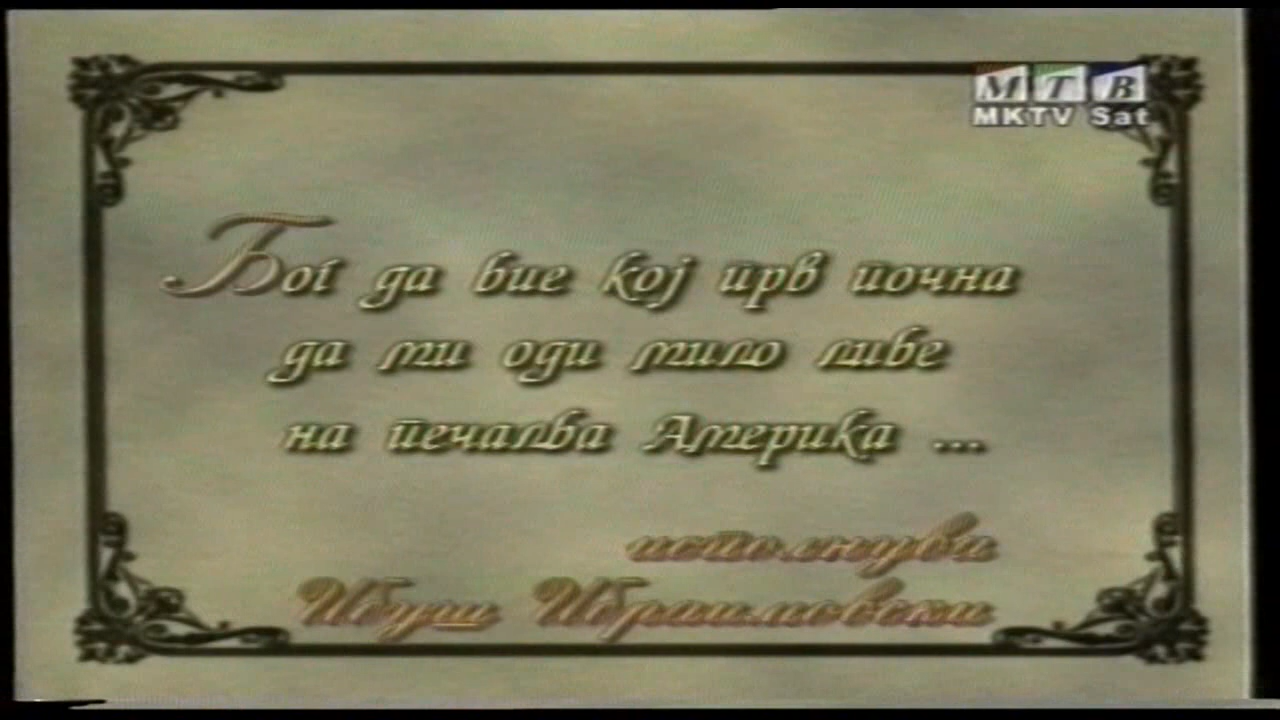 МТВ
MKTV Sat
Бог да бие кој прв почна
да ми оди мило либе
на печалба Америка ...
исполнува
Ибуш Ибраимовски